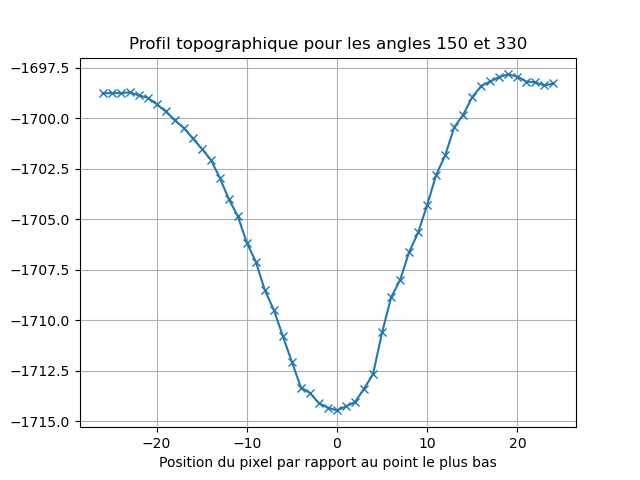 Profil topographique pour les angles 150 et 330
−1697.5
−1700.0
−1702.5
−1705.0
−1707.5
−1710.0
−1712.5
−1715.0
−20 −10 0 10 20
Position du pixel par rapport au point le plus bas